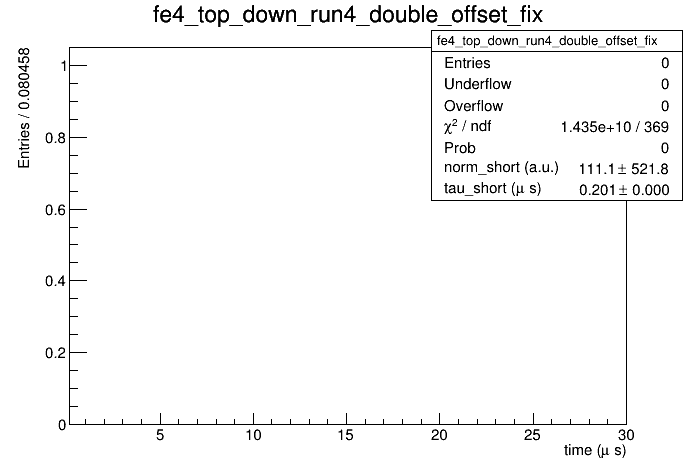 fe4_top_down_run4_double_offset_fix
fe4_top_down_run4_double_offset_fix
Entries 0
Underflow 0
Overflow 0
χ² / ndf 1.435e+10 / 369
Prob 0
norm_short (a.u.) 111.1 ± 521.8
tau_short (μ s) 0.201 ± 0.000
Entries / 0.080458
1
0.8
0.6
0.4
0.2
0
5 10 15 20 25 30
time (μ s)